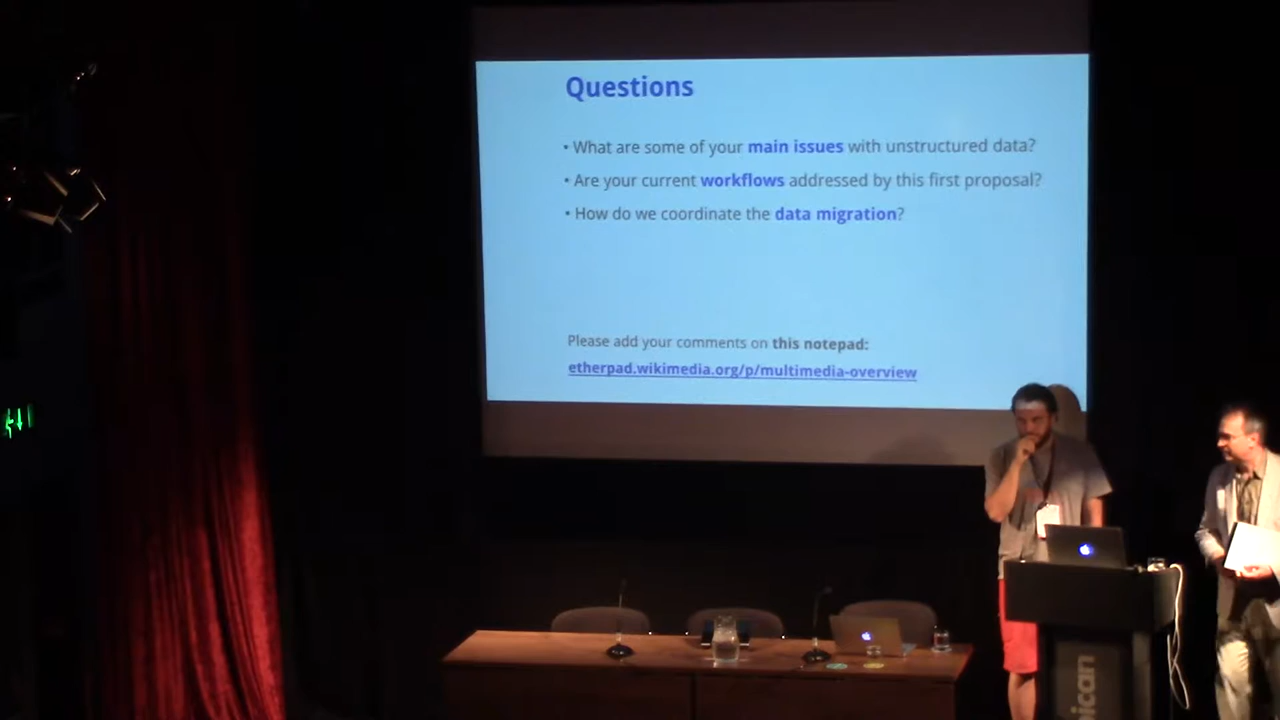 Questions
• What are some of your main issues with unstructured data?
• Are your current workflows addressed by this first proposal?
• How do we coordinate the data migration?
Please add your comments on this notepad:
etherpad.wikimedia.org/p/multimedia-overview
bican